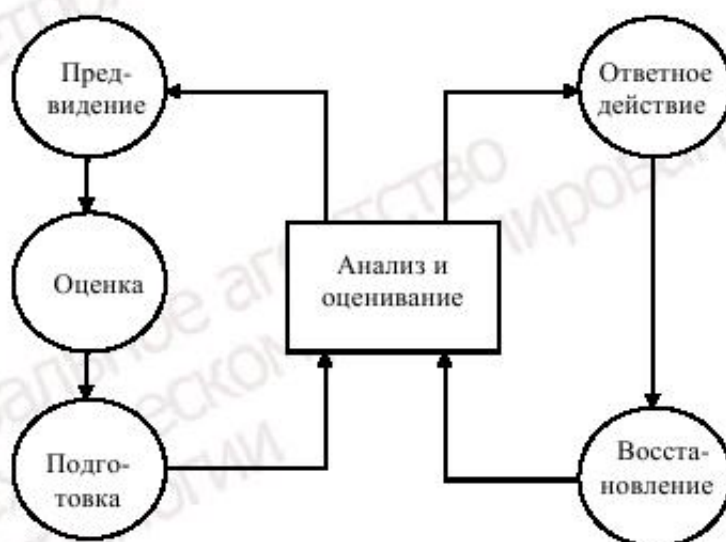 Пред-
видение
Ответное
действие
Оценка
Анализ и
оценивание
Подго-
товка
Восста-
новление